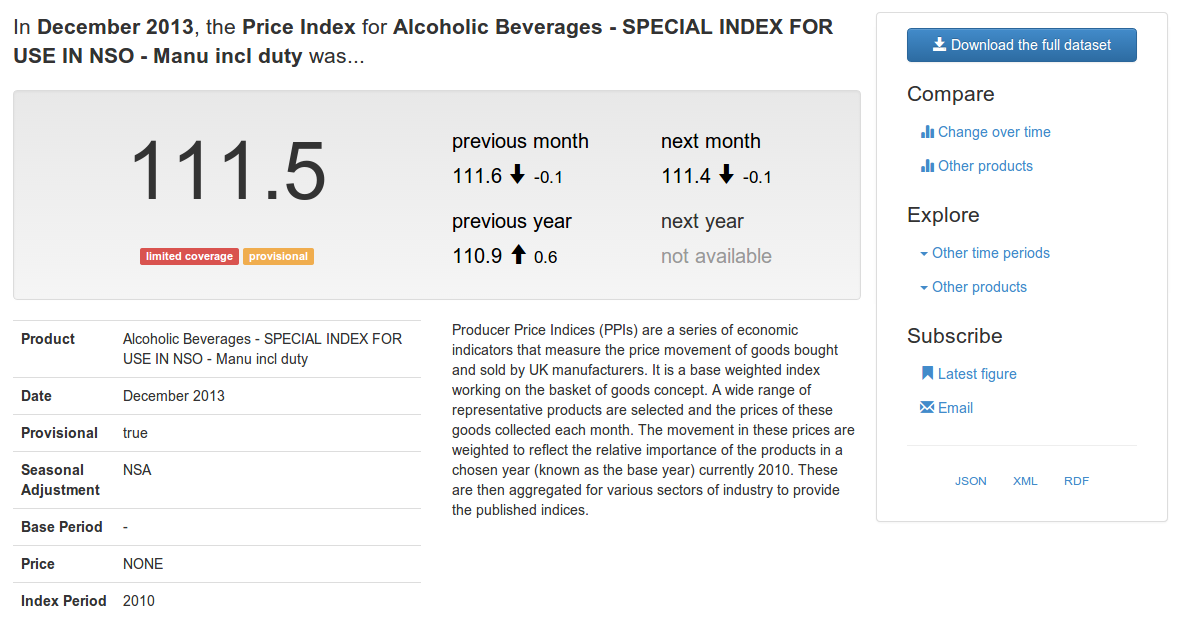 In December 2013, the Price Index for Alcoholic Beverages - SPECIAL INDEX FOR
USE IN NSO - Manu incl duty was...
111.5
limited coverage provisional
previous month
111.6 -0.1
next month
111.4 -0.1
previous year
110.9 0.6
next year
not available
Product Alcoholic Beverages - SPECIAL INDEX FOR
USE IN NSO - Manu incl duty
Date December 2013
Provisional true
Seasonal NSA
Adjustment
Base Period -
Price NONE
Index Period 2010
Producer Price Indices (PPIs) are a series of economic
indicators that measure the price movement of goods bought
and sold by UK manufacturers. It is a base weighted index
working on the basket of goods concept. A wide range of
representative products are selected and the prices of these
goods collected each month. The movement in these prices are
weighted to reflect the relative importance of the products in a
chosen year (known as the base year) currently 2010. These
are then aggregated for various sectors of industry to provide
the published indices.
Download the full dataset
Compare
Change over time
Other products
Explore
Other time periods
Other products
Subscribe
Latest figure
Email
JSON XML RDF